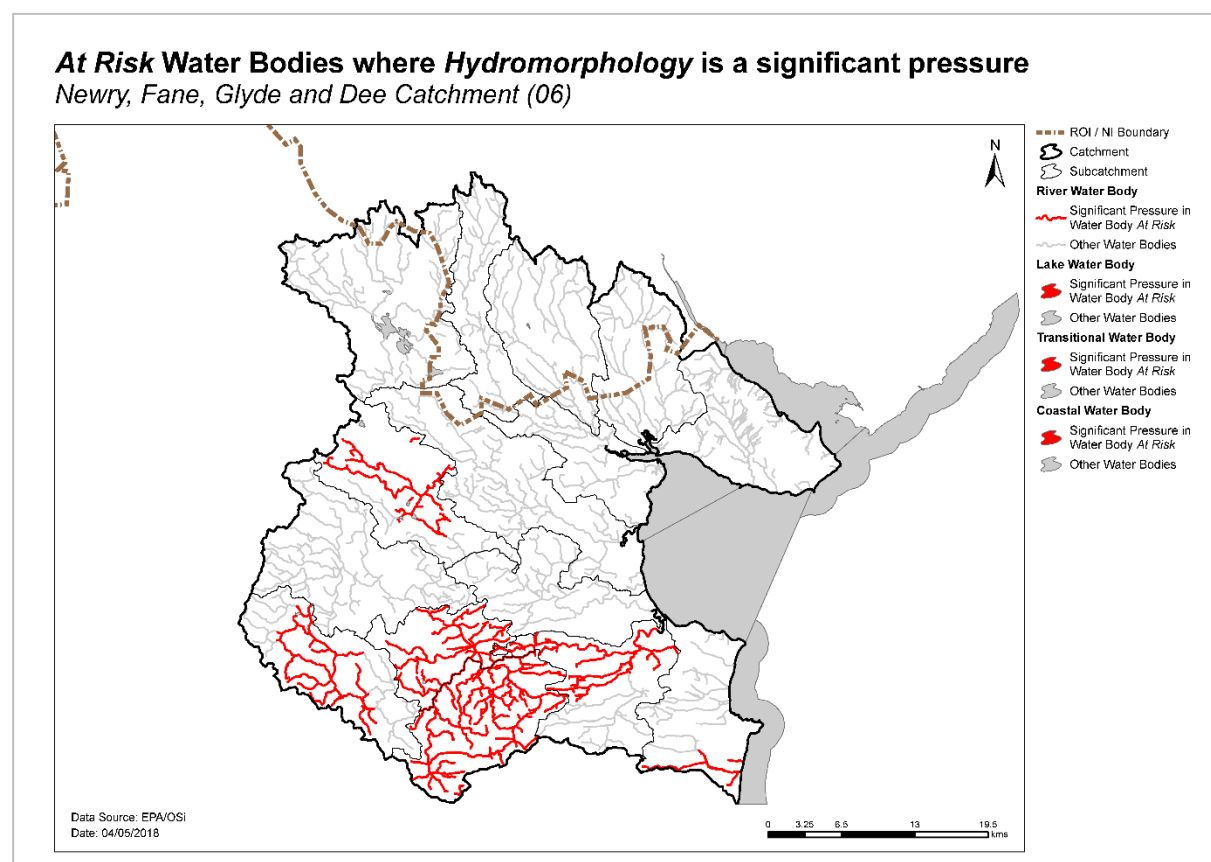 At Risk Water Bodies where Hydromorphology is a significant pressure
Newry, Fane, Glyde and Dee Catchment (06)
N
ROI / NI Boundary
Catchment
Subcatchment
River Water Body
Significant Pressure in
Water Body At Risk
Other Water Bodies
Lake Water Body
Significant Pressure in
Water Body At Risk
Other Water Bodies
Transitional Water Body
Significant Pressure in
Water Body At Risk
Other Water Bodies
Coastal Water Body
Significant Pressure in
Water Body At Risk
Other Water Bodies
Data Source: EPA/OSi
Date: 04/05/2018
0 3.25 6.5 13 19.5
kms